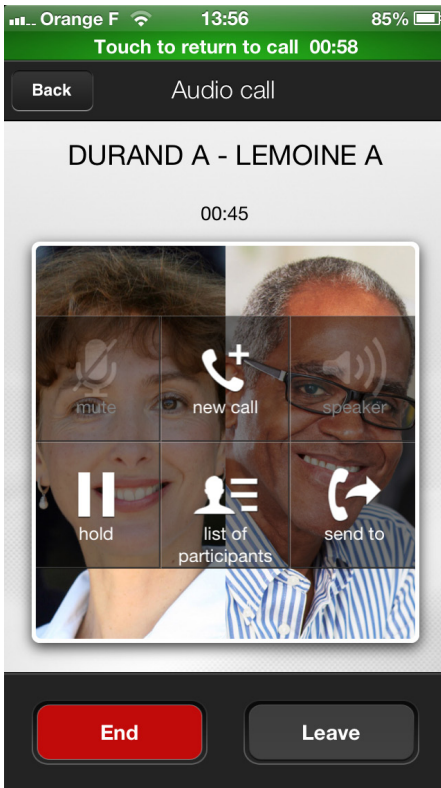 Orange F 13:56 85%
Touch to return to call 00:58
Back Audio call
DURAND A - LEMOINE A
00:45
mute new call speaker
hold list of participants send to
End Leave